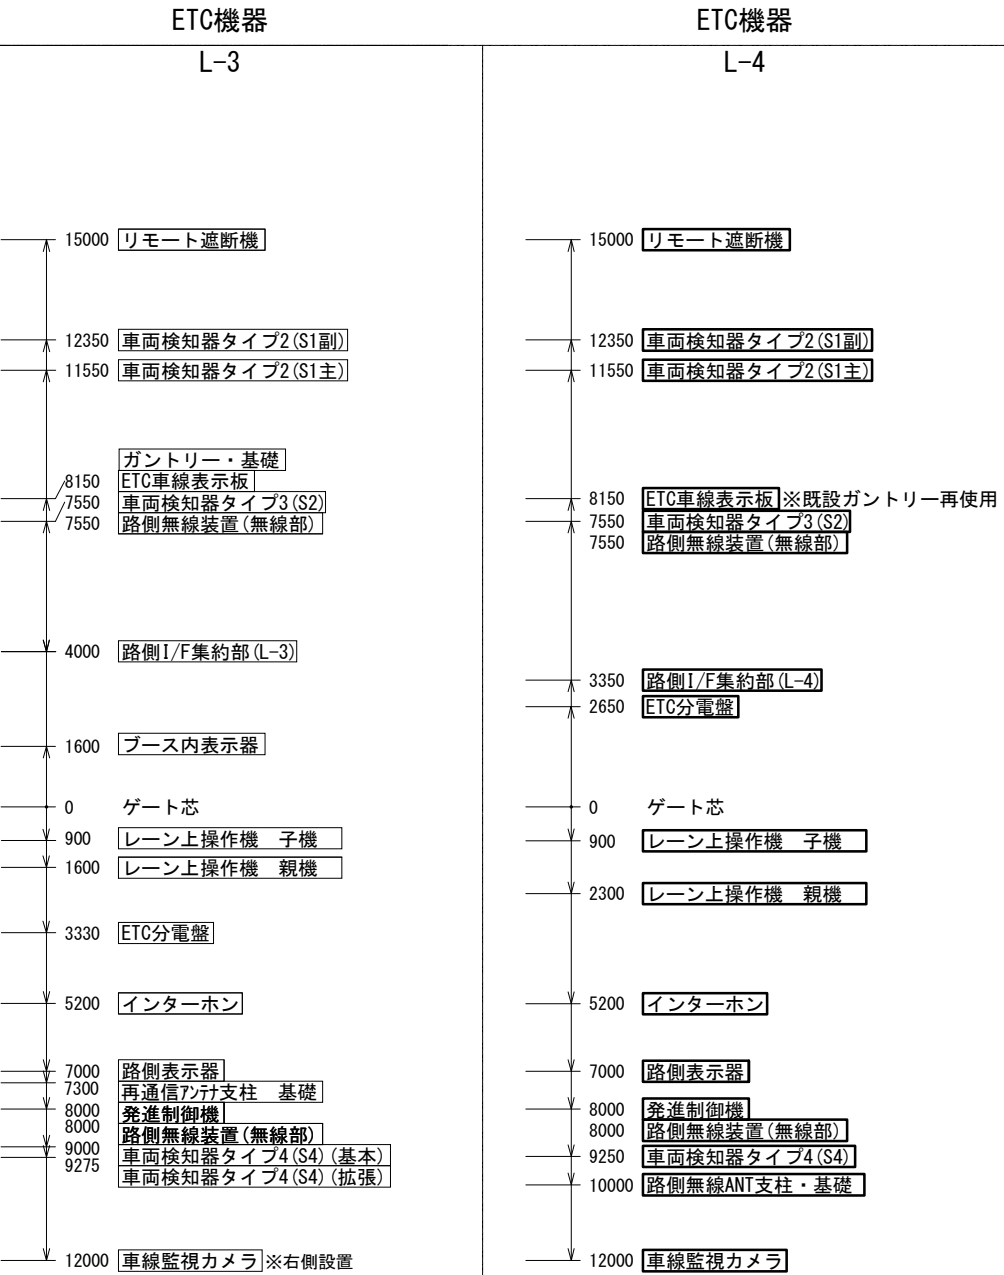 ETC機器
L-3
15000 リモート遮断機
12350 車両検知器タイプ2(S1副)
11550 車両検知器タイプ2(S1主)
ガントリー・基礎
8150 ETC車線表示板
7550 車両検知器タイプ3(S2)
7550 路側無線装置(無線部)
4000 路側I/F集約部(L-3)
1600 ブース内表示器
0 ゲート芯
900 レーン上操作機　子機
1600 レーン上操作機　親機
3330 ETC分電盤
5200 インターホン
7000 路側表示器
7300 再通信ｱﾝﾃﾅ支柱　基礎
8000 発進制御機
8000 路側無線装置(無線部)
9000 車両検知器タイプ4(S4)(基本)
9275 車両検知器タイプ4(S4)(拡張)
12000 車線監視カメラ ※右側設置
ETC機器
L-4
15000 リモート遮断機
12350 車両検知器タイプ2(S1副)
11550 車両検知器タイプ2(S1主)
8150 ETC車線表示板 ※既設ガントリー再使用
7550 車両検知器タイプ3(S2)
7550 路側無線装置(無線部)
3350 路側I/F集約部(L-4)
2650 ETC分電盤
0 ゲート芯
900 レーン上操作機　子機
2300 レーン上操作機　親機
5200 インターホン
7000 路側表示器
8000 発進制御機
8000 路側無線装置(無線部)
9250 車両検知器タイプ4(S4)
10000 路側無線ANT支柱・基礎
12000 車線監視カメラ